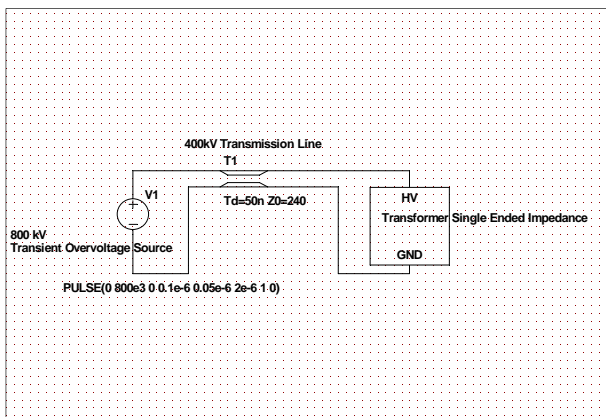 400kV Transmission Line
T1
V1
Td=50n Z0=240
HV
Transformer Single Ended Impedance
800 kV
Transient Overvoltage Source
GND
PULSE(0 800e3 0 0.1e-6 0.05e-6 2e-6 1 0)